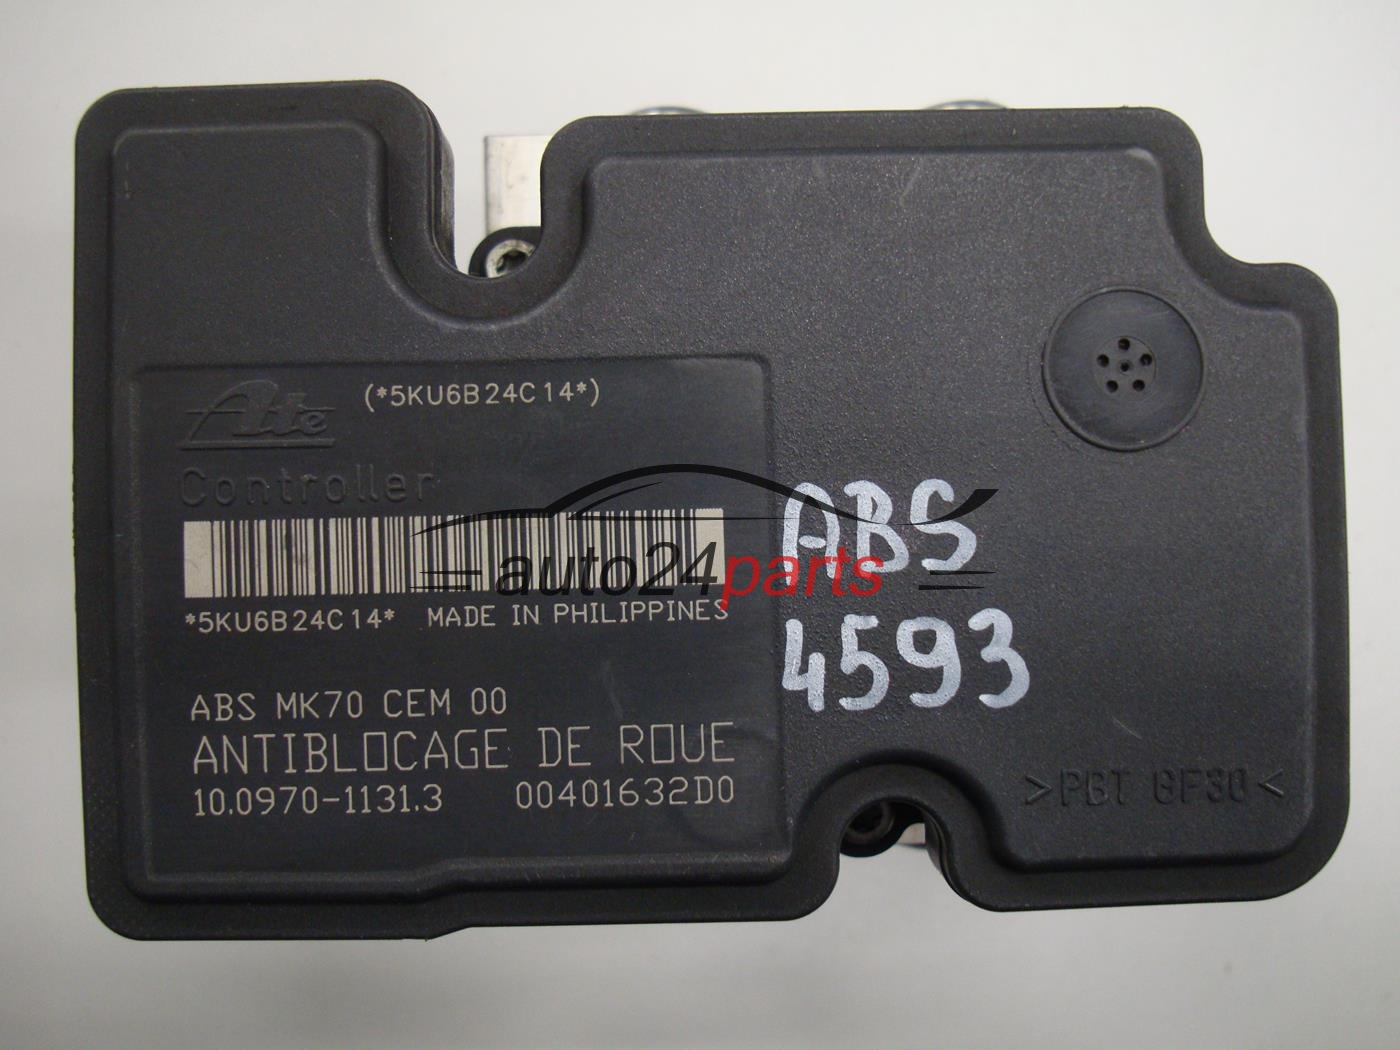 (*5KU6B24C14*)
Ate
Controller
auto24parts
*5KU6B24C14* MADE IN PHILIPPINES
ABS
4593
ABS MK70 CEM 00
ANTIBLOCAGE DE ROUE
10.0970-1131.3 00401632D0
>PBT GF30<